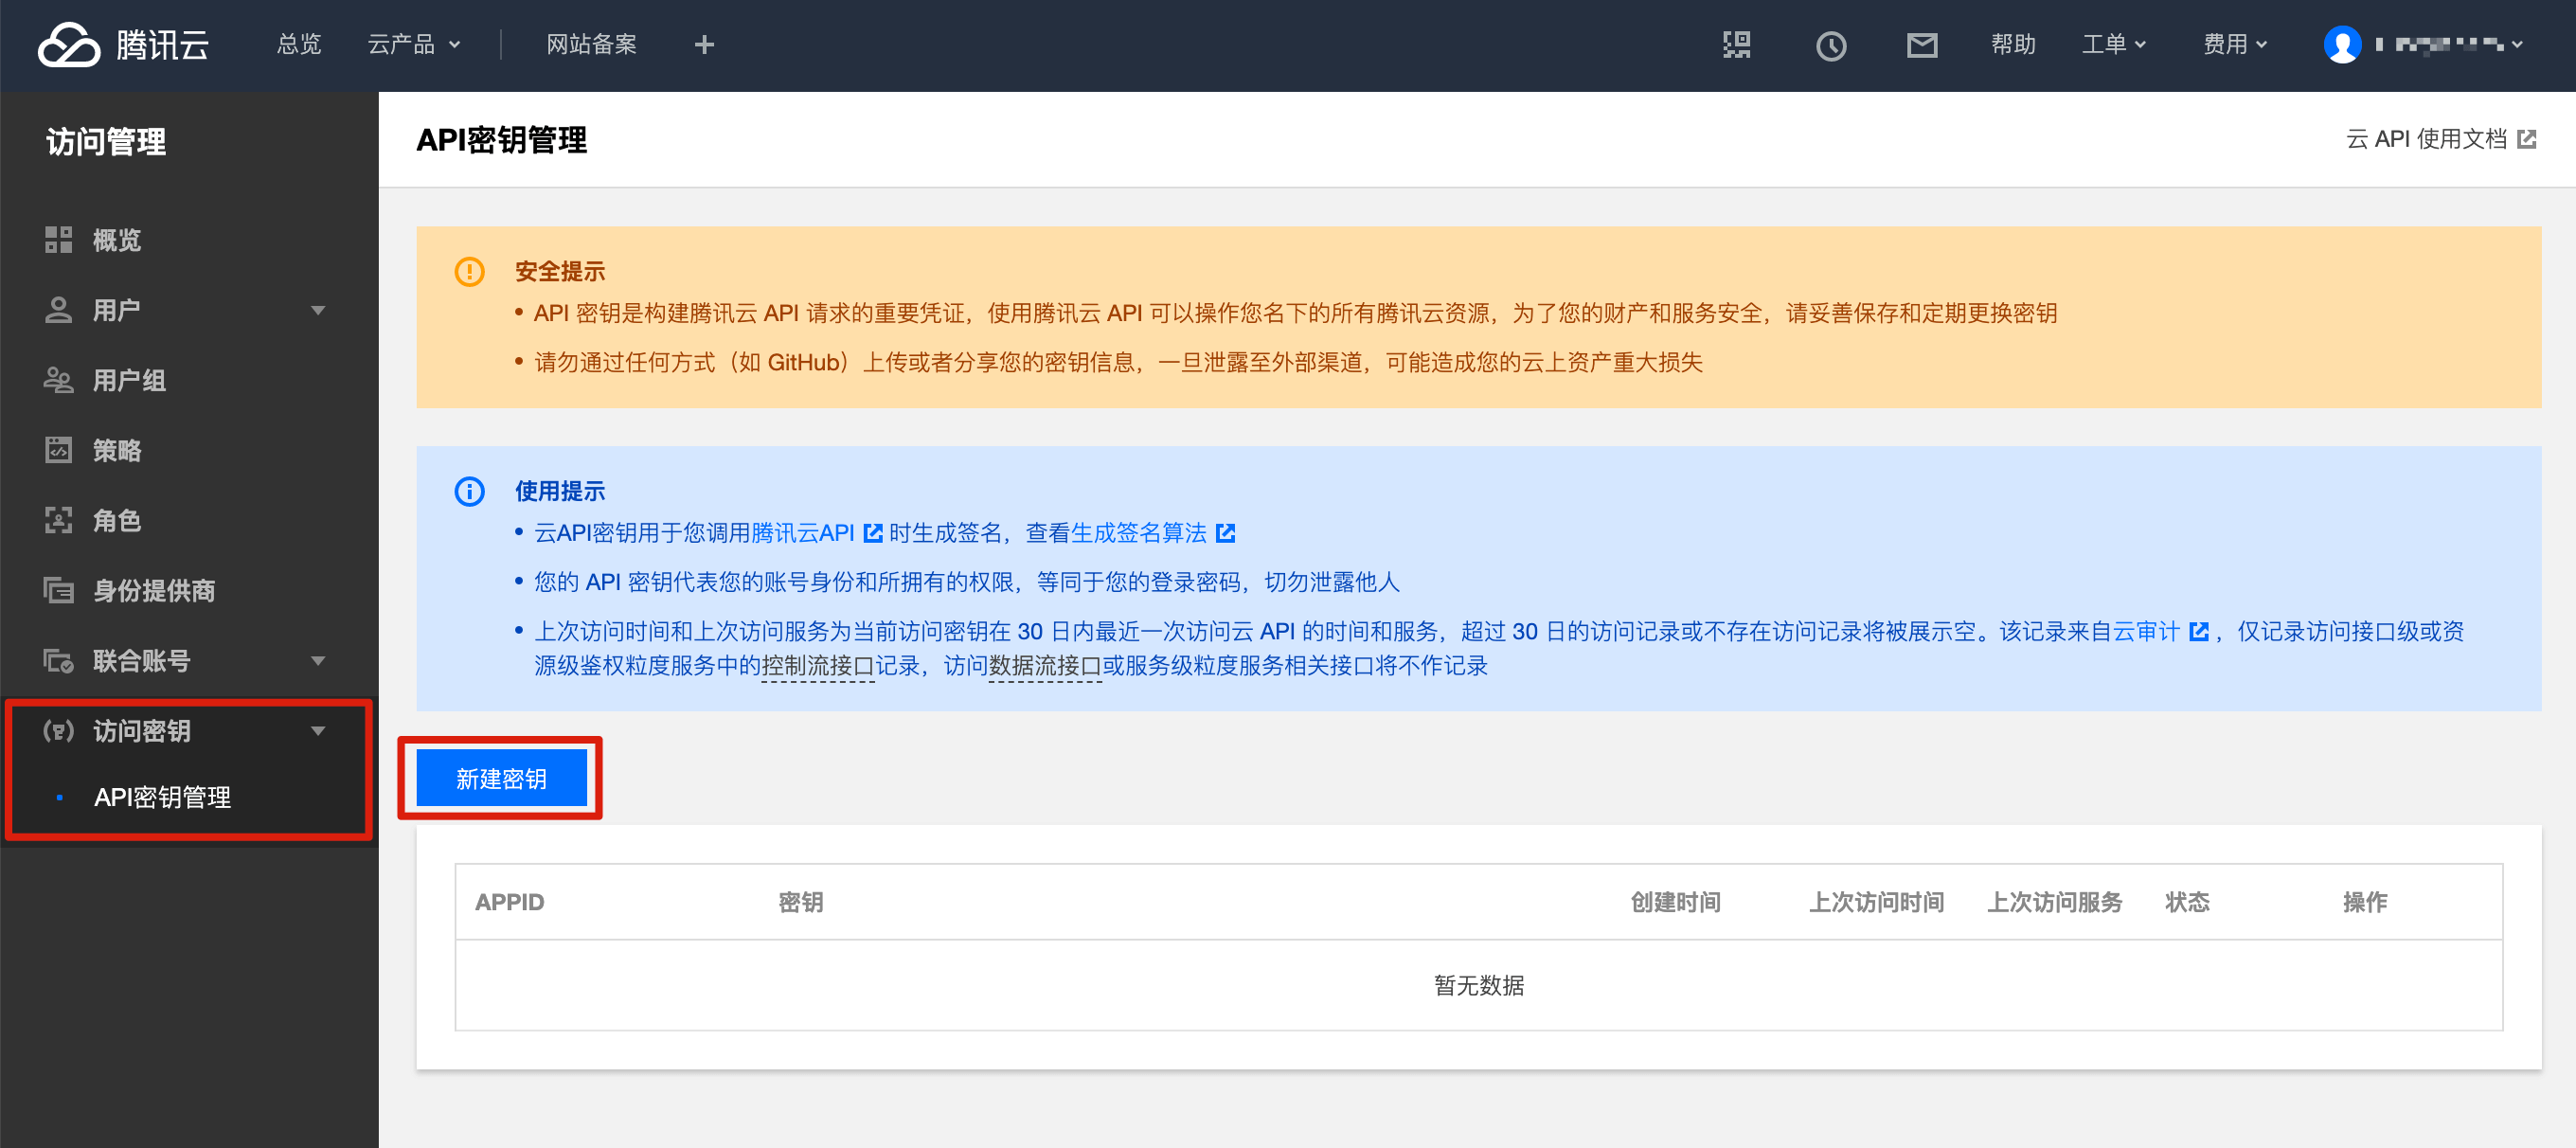 腾讯云 总览 云产品 网站备案 帮助 工单 费用
访问管理
概览
用户
用户组
策略
角色
身份提供商
联合账号
访问密钥
API密钥管理
API密钥管理
云 API 使用文档
安全提示
API 密钥是构建腾讯云 API 请求的重要凭证，使用腾讯云 API 可以操作您名下的所有腾讯云资源，为了您的财产和服务安全，请妥善保存和定期更换密钥
请勿通过任何方式（如 GitHub）上传或者分享您的密钥信息，一旦泄露至外部渠道，可能造成您的云上资产重大损失
使用提示
云API密钥用于您调用腾讯云API 时生成签名，查看生成签名算法
您的 API 密钥代表您的账号身份和所拥有的权限，等同于您的登录密码，切勿泄露他人
上次访问时间和上次访问服务为当前访问密钥在 30 日内最近一次访问云 API 的时间和服务，超过 30 日的访问记录或不存在访问记录将被展示空。该记录来自云审计 ，仅记录访问接口级或资
源级鉴权粒度服务中的控制流接口记录，访问数据流接口或服务级粒度服务相关接口将不作记录
新建密钥
APPID 密钥 创建时间 上次访问时间 上次访问服务 状态 操作
暂无数据